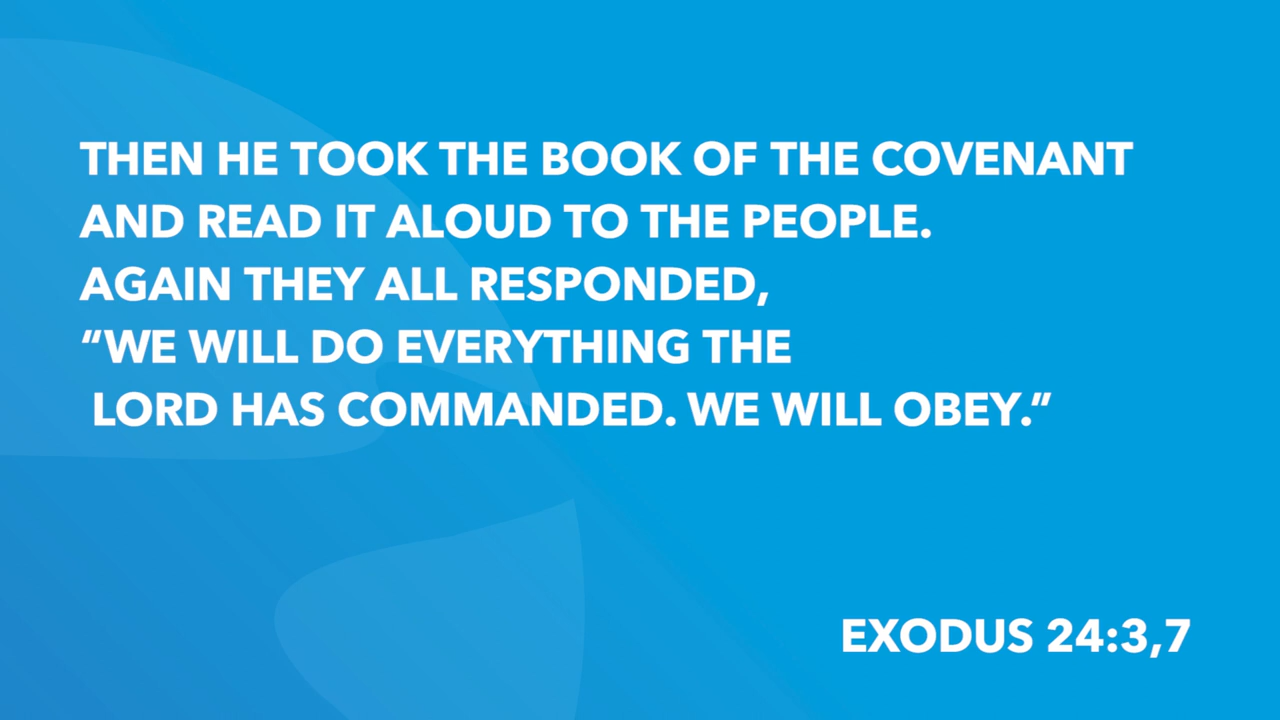 THEN HE TOOK THE BOOK OF THE COVENANT
AND READ IT ALOUD TO THE PEOPLE.
AGAIN THEY ALL RESPONDED,
“WE WILL DO EVERYTHING THE
LORD HAS COMMANDED. WE WILL OBEY.”
EXODUS 24:3,7